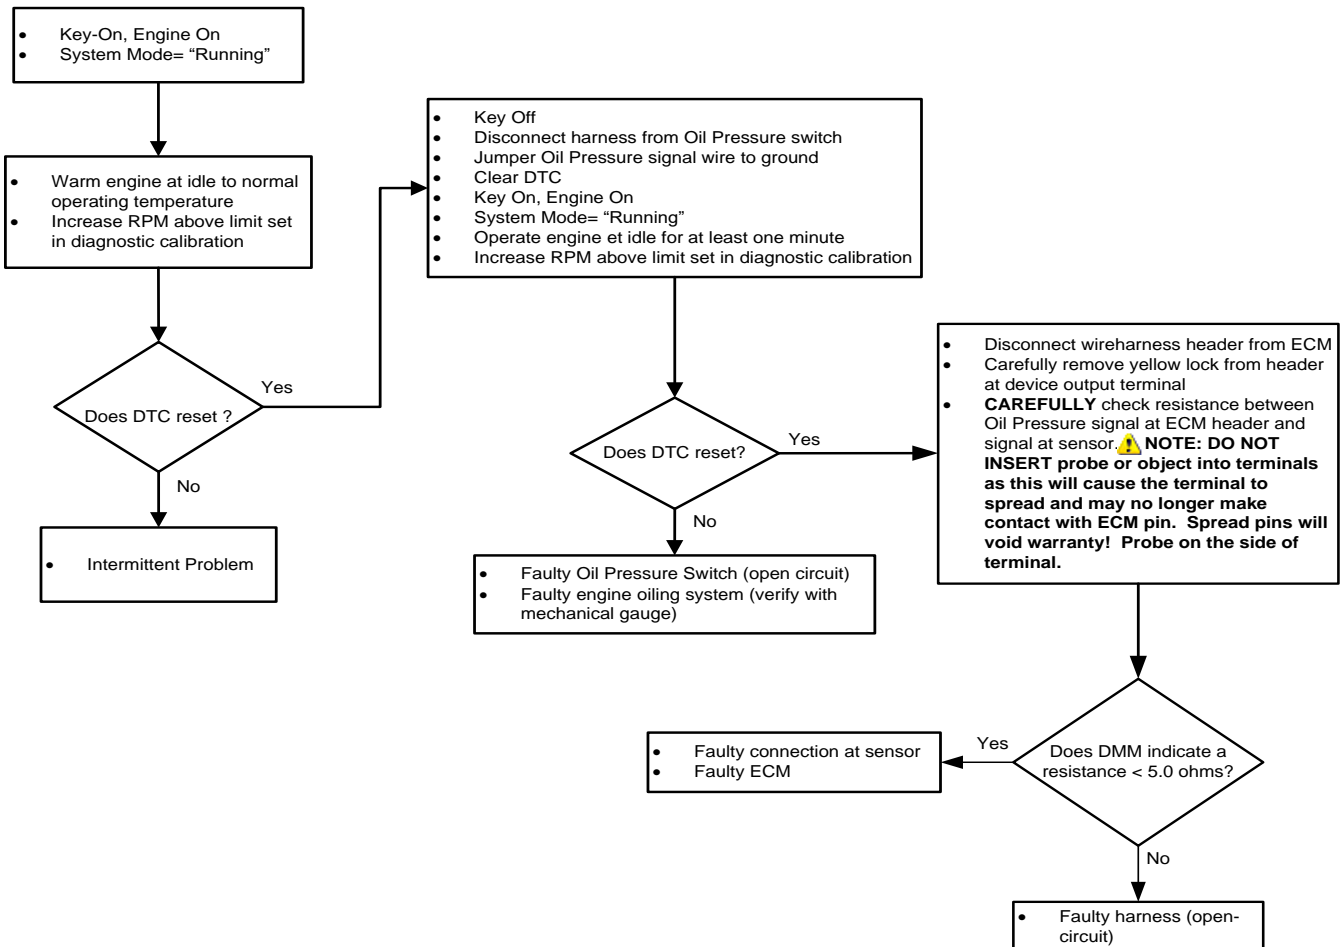 • Key-On, Engine On
• System Mode= “Running”
• Warm engine at idle to normal
operating temperature
• Increase RPM above limit set
in diagnostic calibration
Does DTC reset ?
Yes
No
• Intermittent Problem
• Key Off
• Disconnect harness from Oil Pressure switch
• Jumper Oil Pressure signal wire to ground
• Clear DTC
• Key On, Engine On
• System Mode= “Running”
• Operate engine et idle for at least one minute
• Increase RPM above limit set in diagnostic calibration
Does DTC reset?
Yes
No
• Faulty Oil Pressure Switch (open circuit)
• Faulty engine oiling system (verify with
mechanical gauge)
• Disconnect wireharness header from ECM
• Carefully remove yellow lock from header
at device output terminal
• CAREFULLY check resistance between
Oil Pressure signal at ECM header and
signal at sensor. NOTE: DO NOT
INSERT probe or object into terminals
as this will cause the terminal to
spread and may no longer make
contact with ECM pin. Spread pins will
void warranty! Probe on the side of
terminal.
Does DMM indicate a
resistance < 5.0 ohms?
Yes
• Faulty connection at sensor
• Faulty ECM
No
• Faulty harness (open-
circuit)